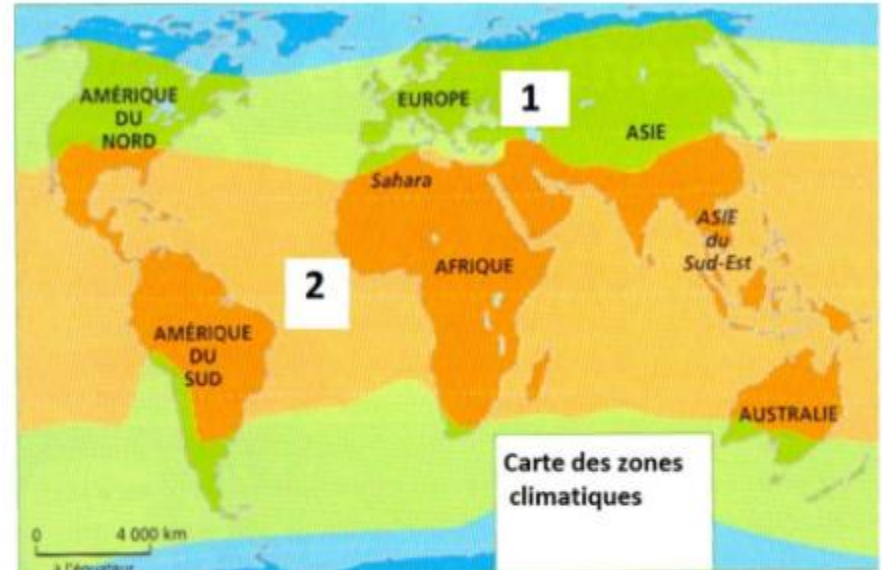 AMÉRIQUE
DU
NORD
EUROPE
1
ASIE
Sahara
ASIE
du
Sud-Est
2
AFRIQUE
AMÉRIQUE
DU
SUD
AUSTRALIE
Carte des zones
climatiques
0 4 000 km
à l'équateur